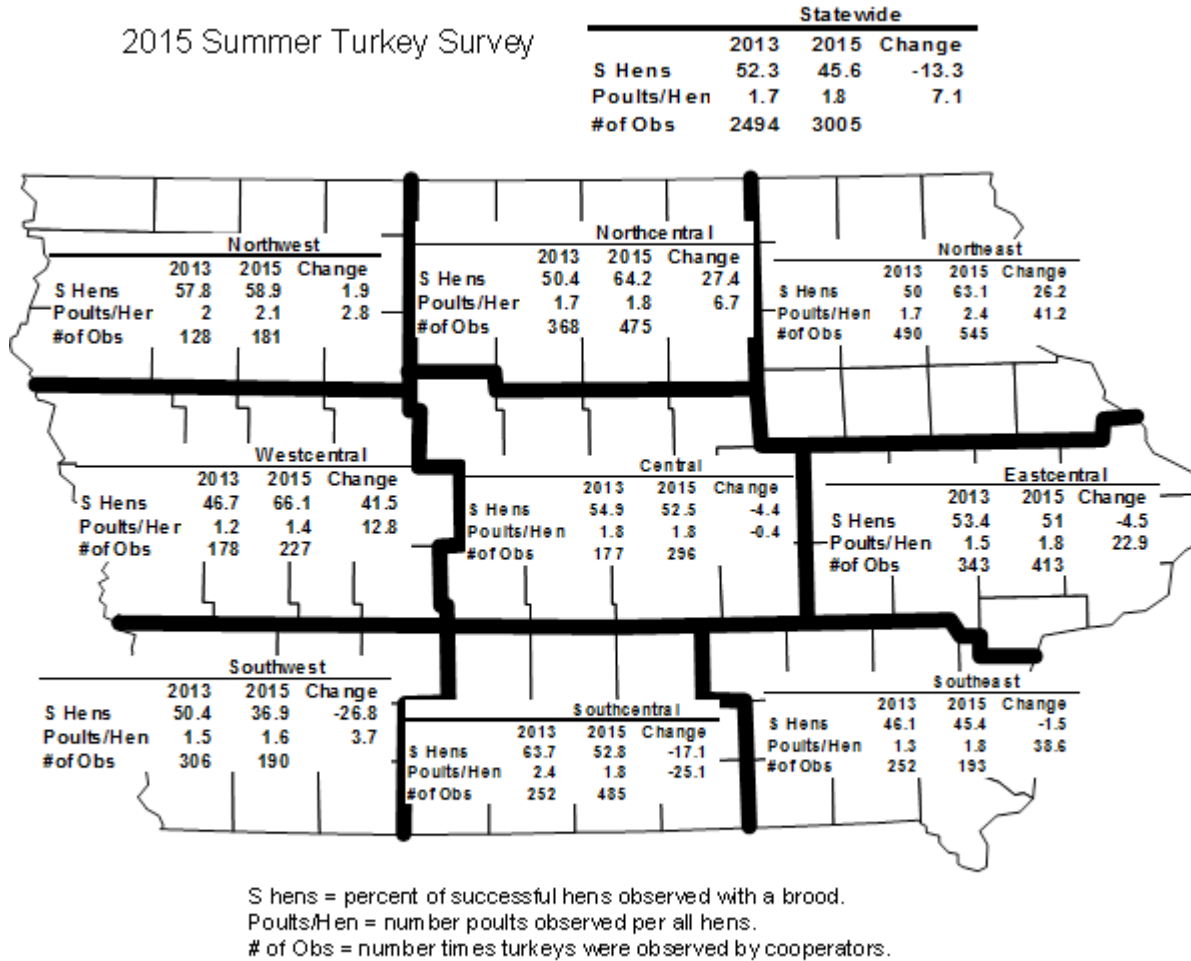 2015 Summer Turkey Survey
Statewide
2013 2015 Change
S Hens 52.3 45.6 -13.3
Poults/Hen 1.7 1.8 7.1
#of Obs 2494 3005
Northwest
2013 2015 Change
S Hens 57.8 58.9 1.9
Poults/Her 2 2.1 2.8
#of Obs 128 181
Northcentral
2013 2015 Change
S Hens 50.4 64.2 27.4
Poults/Her 1.7 1.8 6.7
#of Obs 368 475
Northeast
2013 2015 Change
S Hens 50 63.1 26.2
Poults/Hen 1.7 2.4 41.2
#of Obs 490 545
Westcentral
2013 2015 Change
S Hens 46.7 66.1 41.5
Poults/Her 1.2 1.4 12.8
#of Obs 178 227
Central
2013 2015 Change
S Hens 54.9 52.5 -4.4
Poults/Hen 1.8 1.8 -0.4
#of Obs 177 296
Eastcentral
2013 2015 Change
S Hens 53.4 51 -4.5
Poults/Hen 1.5 1.8 22.9
#of Obs 343 413
Southwest
2013 2015 Change
S Hens 50.4 36.9 -26.8
Poults/Hen 1.5 1.6 3.7
#of Obs 306 190
Southcentral
2013 2015 Change
S Hens 63.7 52.8 -17.1
Poults/Hen 2.4 1.8 -25.1
#of Obs 252 485
Southeast
2013 2015 Change
S Hens 46.1 45.4 -1.5
Poults/Hen 1.3 1.8 38.6
#of Obs 252 193
S hens = percent of successful hens observed with a brood.
Poults/Hen = number poults observed per all hens.
# of Obs = number times turkeys were observed by cooperators.